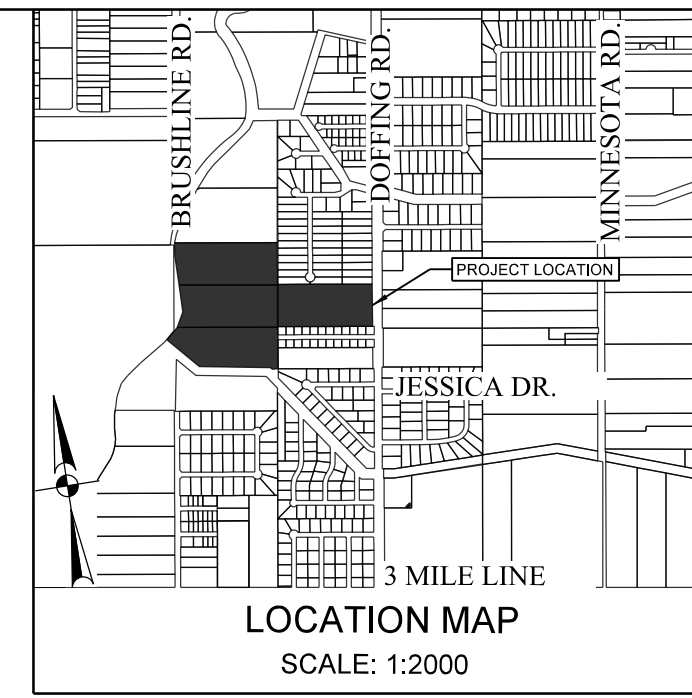 BRUSHLINE RD.
DOFFING RD.
MINNESOTA RD.
PROJECT LOCATION
JESSICA DR.
3 MILE LINE
LOCATION MAP
SCALE: 1:2000